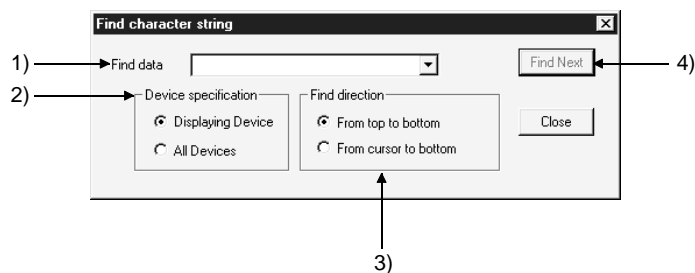 Find character string
1) Find data Find Next 4)
2) Device specification Find direction
Displaying Device From top to bottom Close
All Devices From cursor to bottom
3)